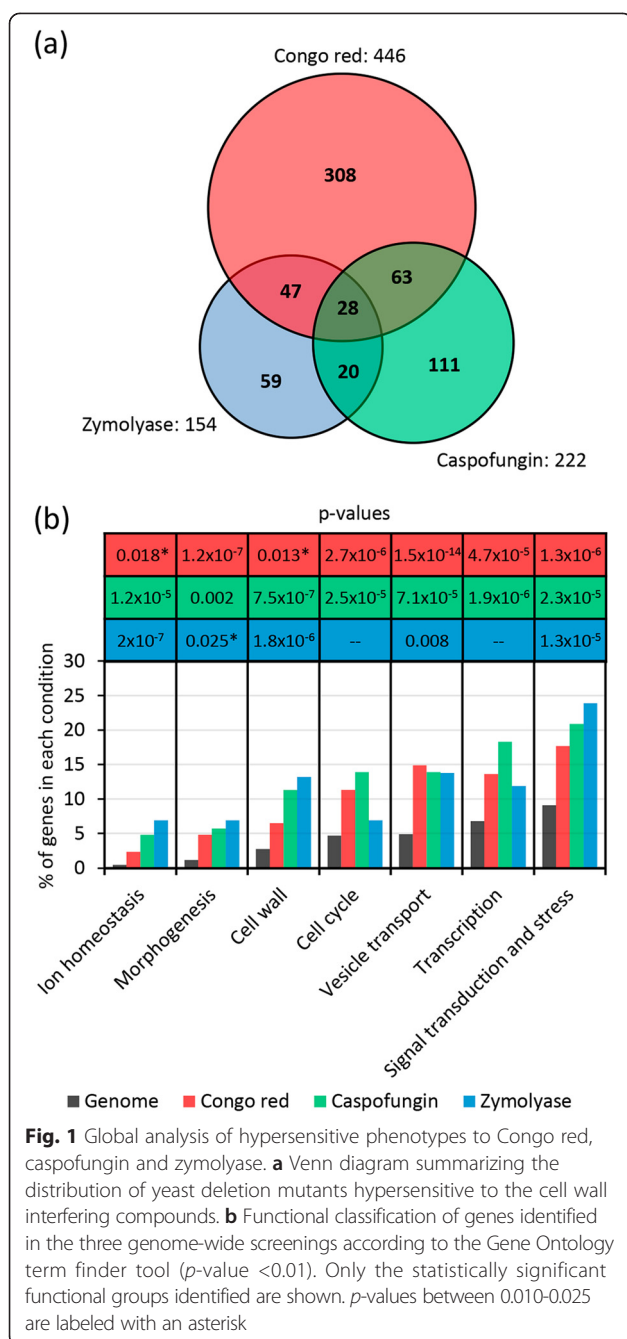 (a)
Congo red: 446
308
47
63
28
59
20
111
Zymolyase: 154
Caspofungin: 222
(b)
p-values
0.018* 1.2x10-7 0.013* 2.7x10-6 1.5x10-14 4.7x10-5 1.3x10-6
1.2x10-5 0.002 7.5x10-7 2.5x10-5 7.1x10-5 1.9x10-6 2.3x10-5
2x10-7 0.025* 1.8x10-6 -- 0.008 -- 1.3x10-5
% of genes in each condition
30
25
20
15
10
5
0
Ion homeostasis
Morphogenesis
Cell wall
Cell cycle
Vesicle transport
Transcription
Signal transduction and stress
Genome Congo red Caspofungin Zymolyase
Fig. 1 Global analysis of hypersensitive phenotypes to Congo red,
caspofungin and zymolyase. a Venn diagram summarizing the
distribution of yeast deletion mutants hypersensitive to the cell wall
interfering compounds. b Functional classification of genes identified
in the three genome-wide screenings according to the Gene Ontology
term finder tool (p-value <0.01). Only the statistically significant
functional groups identified are shown. p-values between 0.010-0.025
are labeled with an asterisk